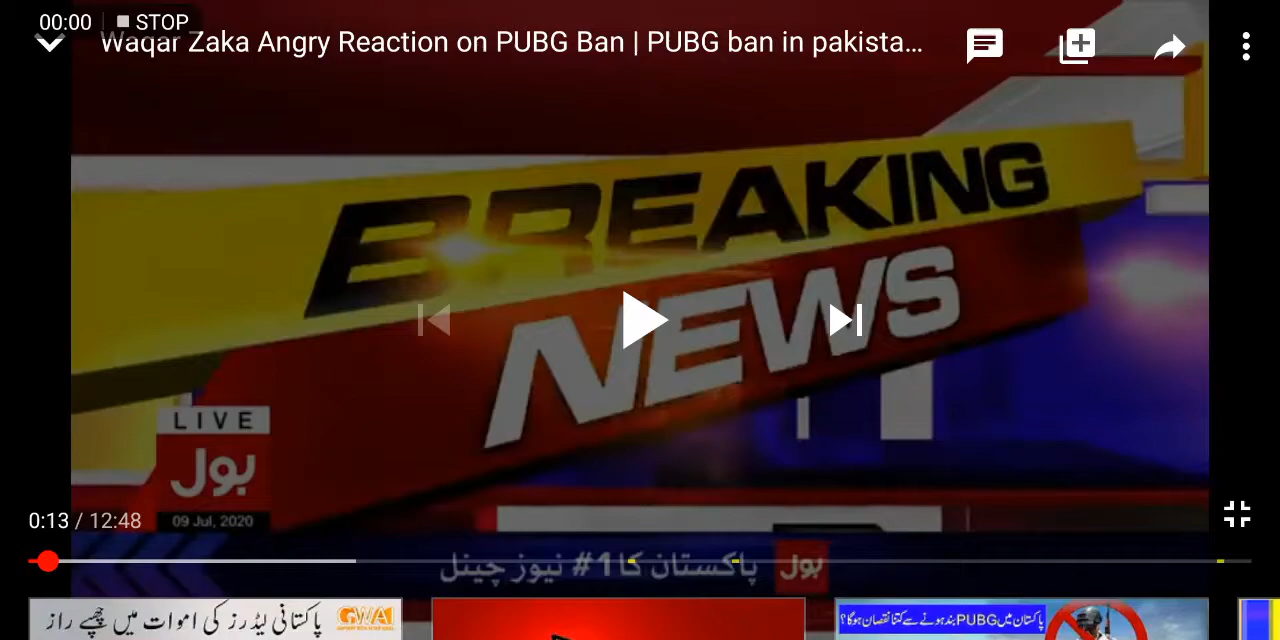 00:00 STOP
Waqar Zaka Angry Reaction on PUBG Ban | PUBG ban in pakista...
BREAKING
NEWS
LIVE
بول
09 Jul, 2020
0:13 / 12:48
پاکستان کا 1# نیوز چینل بول
پاکستانی لیڈرز کی اموات میں چھپے راز GWAI
پاکستان میں PUBG بند ہونے سے کتنا نقصان ہوگا؟